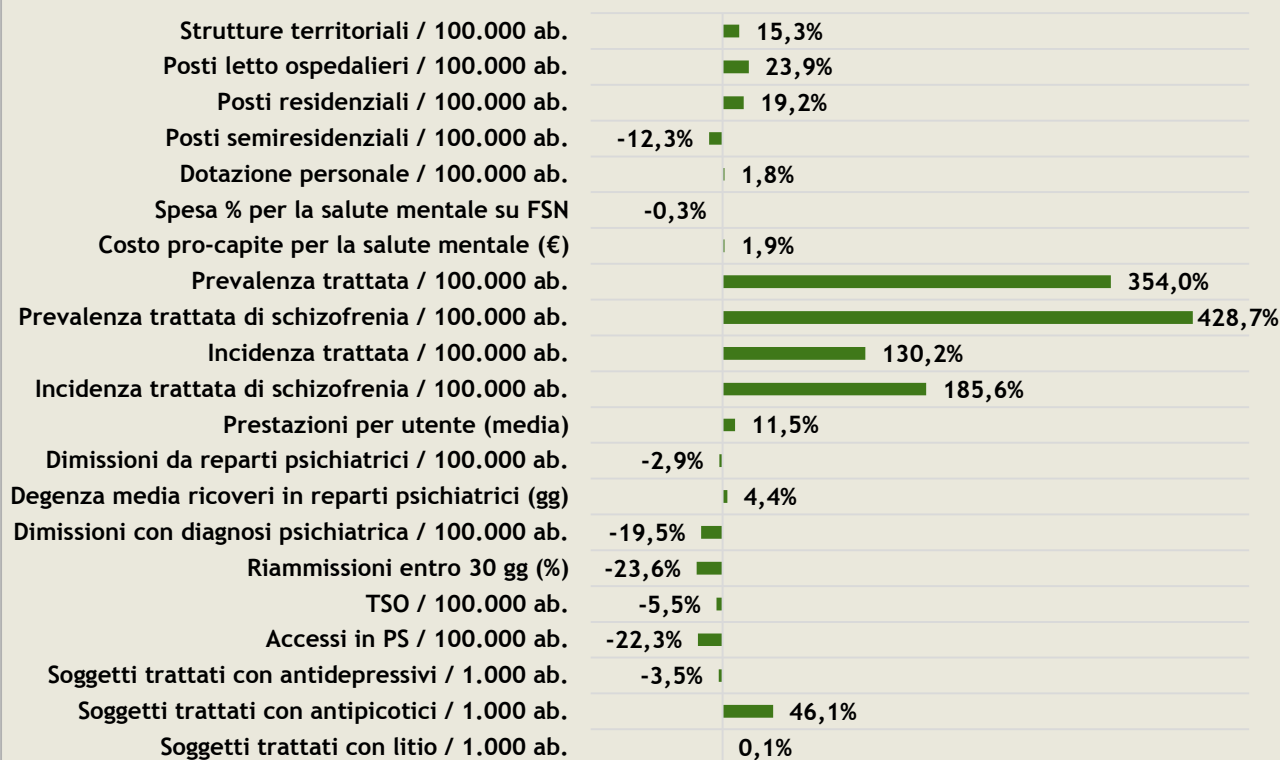 Strutture territoriali / 100.000 ab. 15,3%
Posti letto ospedalieri / 100.000 ab. 23,9%
Posti residenziali / 100.000 ab. 19,2%
Posti semiresidenziali / 100.000 ab. -12,3%
Dotazione personale / 100.000 ab. 1,8%
Spesa % per la salute mentale su FSN -0,3%
Costo pro-capite per la salute mentale (€) 1,9%
Prevalenza trattata / 100.000 ab. 354,0%
Prevalenza trattata di schizofrenia / 100.000 ab. 428,7%
Incidenza trattata / 100.000 ab. 130,2%
Incidenza trattata di schizofrenia / 100.000 ab. 185,6%
Prestazioni per utente (media) 11,5%
Dimissioni da reparti psichiatrici / 100.000 ab. -2,9%
Degenza media ricoveri in reparti psichiatrici (gg) 4,4%
Dimissioni con diagnosi psichiatrica / 100.000 ab. -19,5%
Riammissioni entro 30 gg (%) -23,6%
TSO / 100.000 ab. -5,5%
Accessi in PS / 100.000 ab. -22,3%
Soggetti trattati con antidepressivi / 1.000 ab. -3,5%
Soggetti trattati con antipicotici / 1.000 ab. 46,1%
Soggetti trattati con litio / 1.000 ab. 0,1%